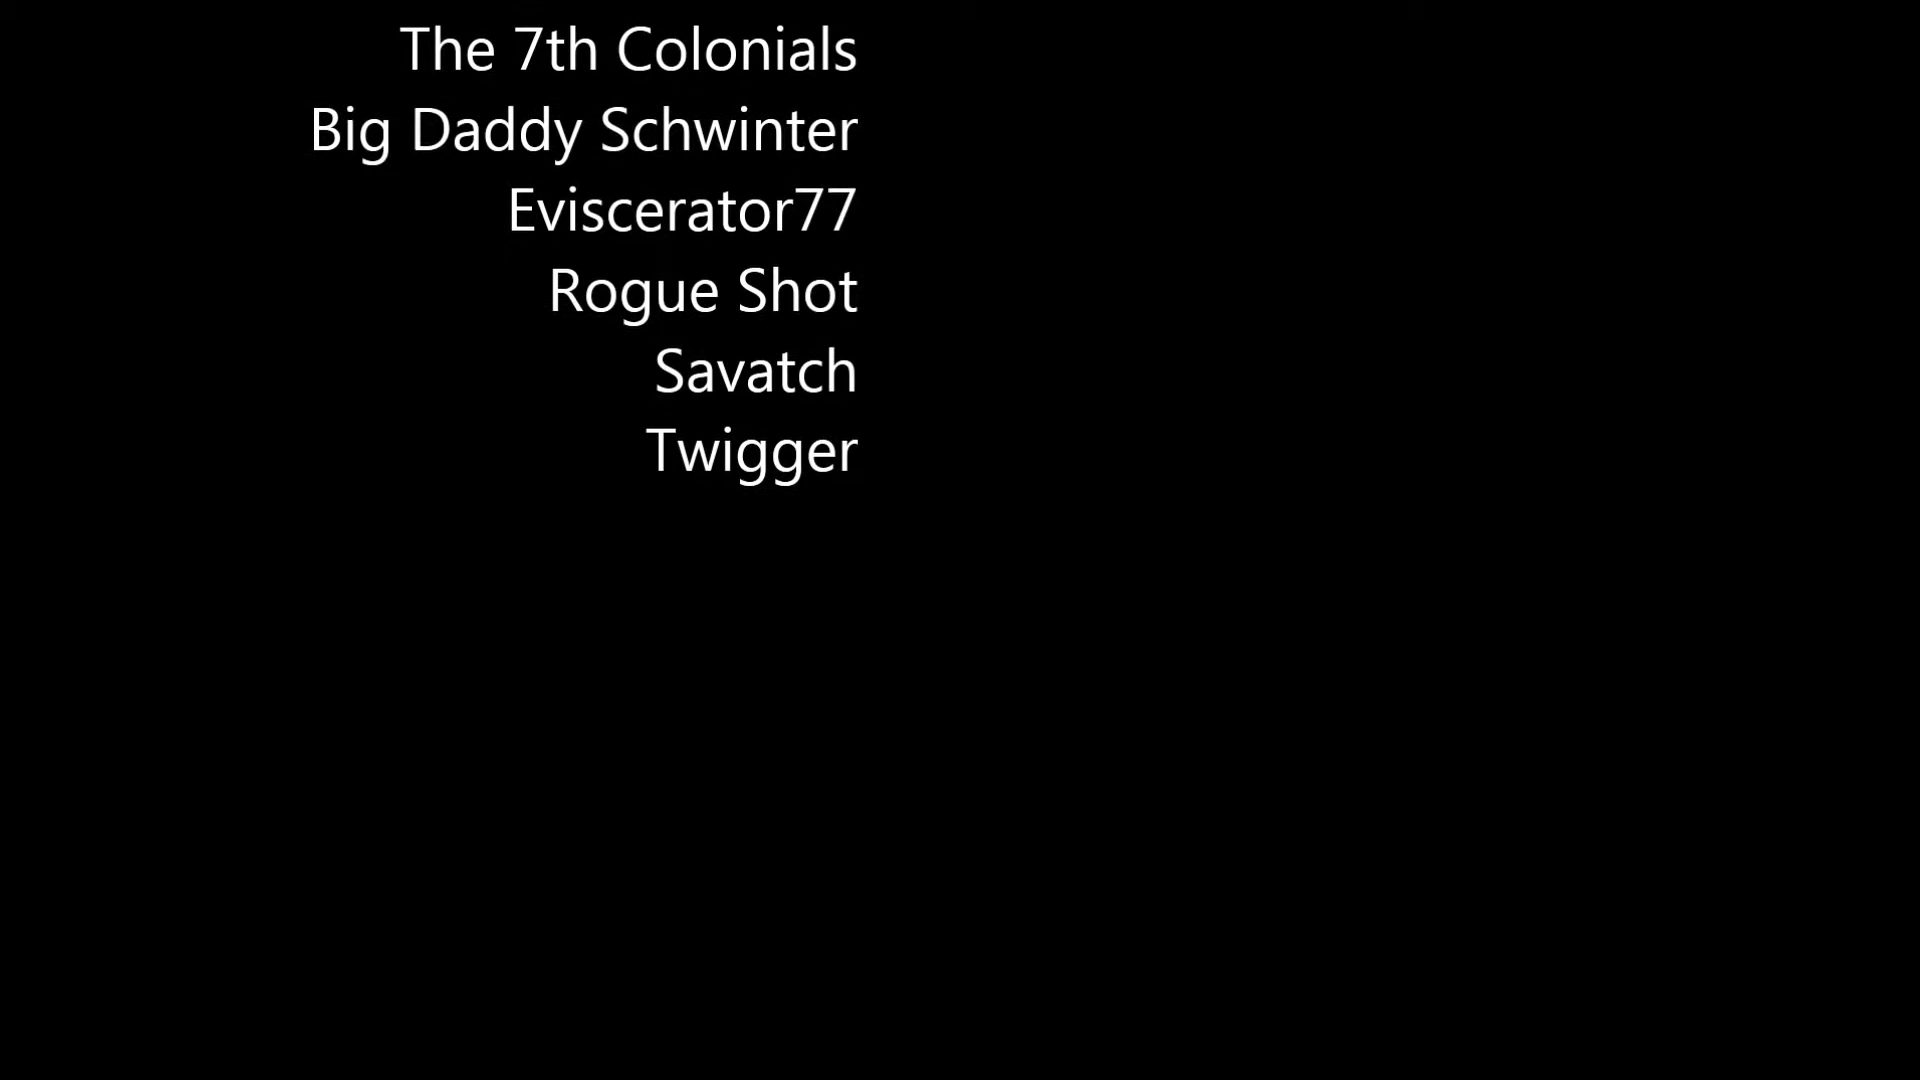 The 7th Colonials
Big Daddy Schwinter
Eviscerator77
Rogue Shot
Savatch
Twigger